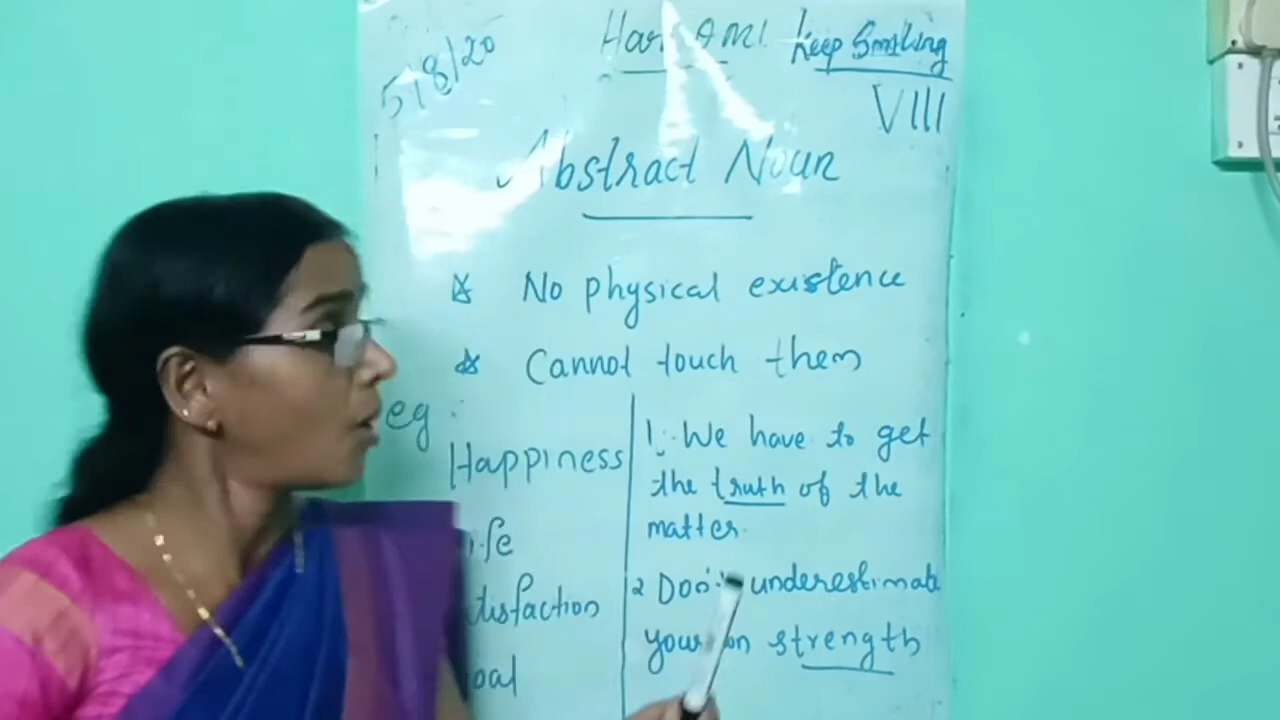 5/8/20
Keep Smiling
VIII
Abstract Noun
No physical existence
Cannot touch them
eg :
Happiness
1. We have to get
the truth of the
matter.
2 underestimate
strength